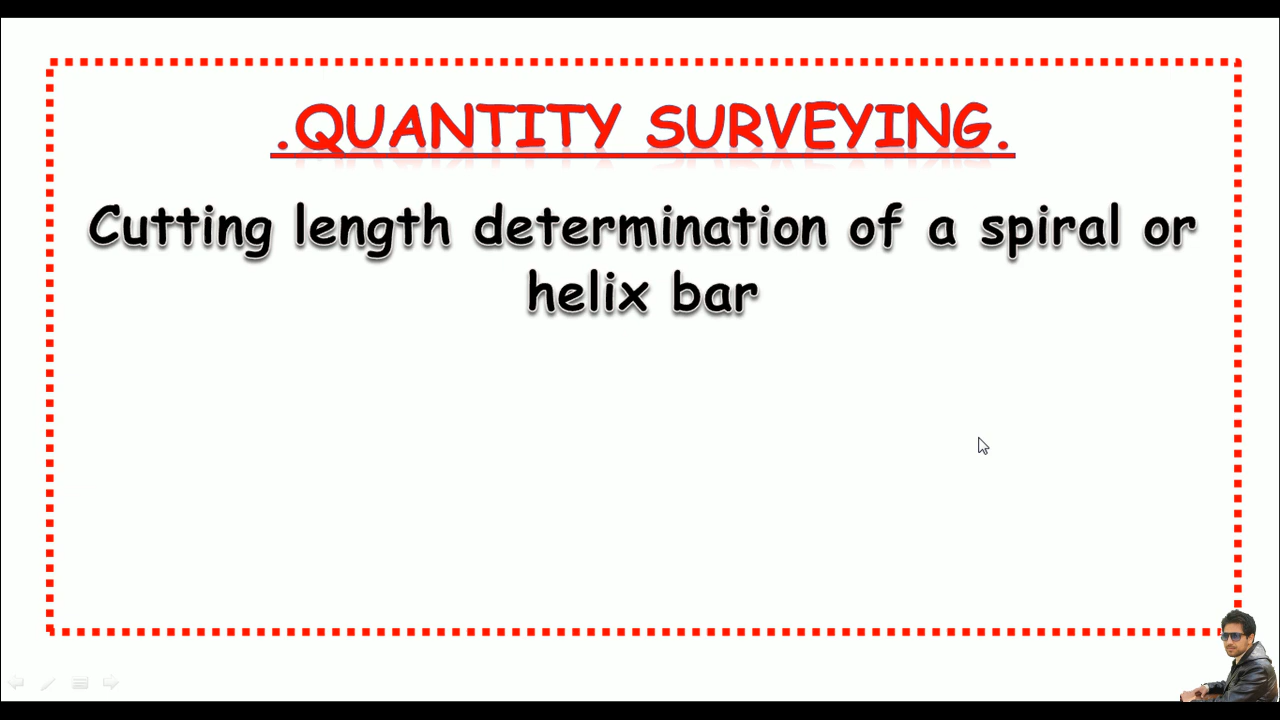 .QUANTITY SURVEYING.
Cutting length determination of a spiral or
helix bar